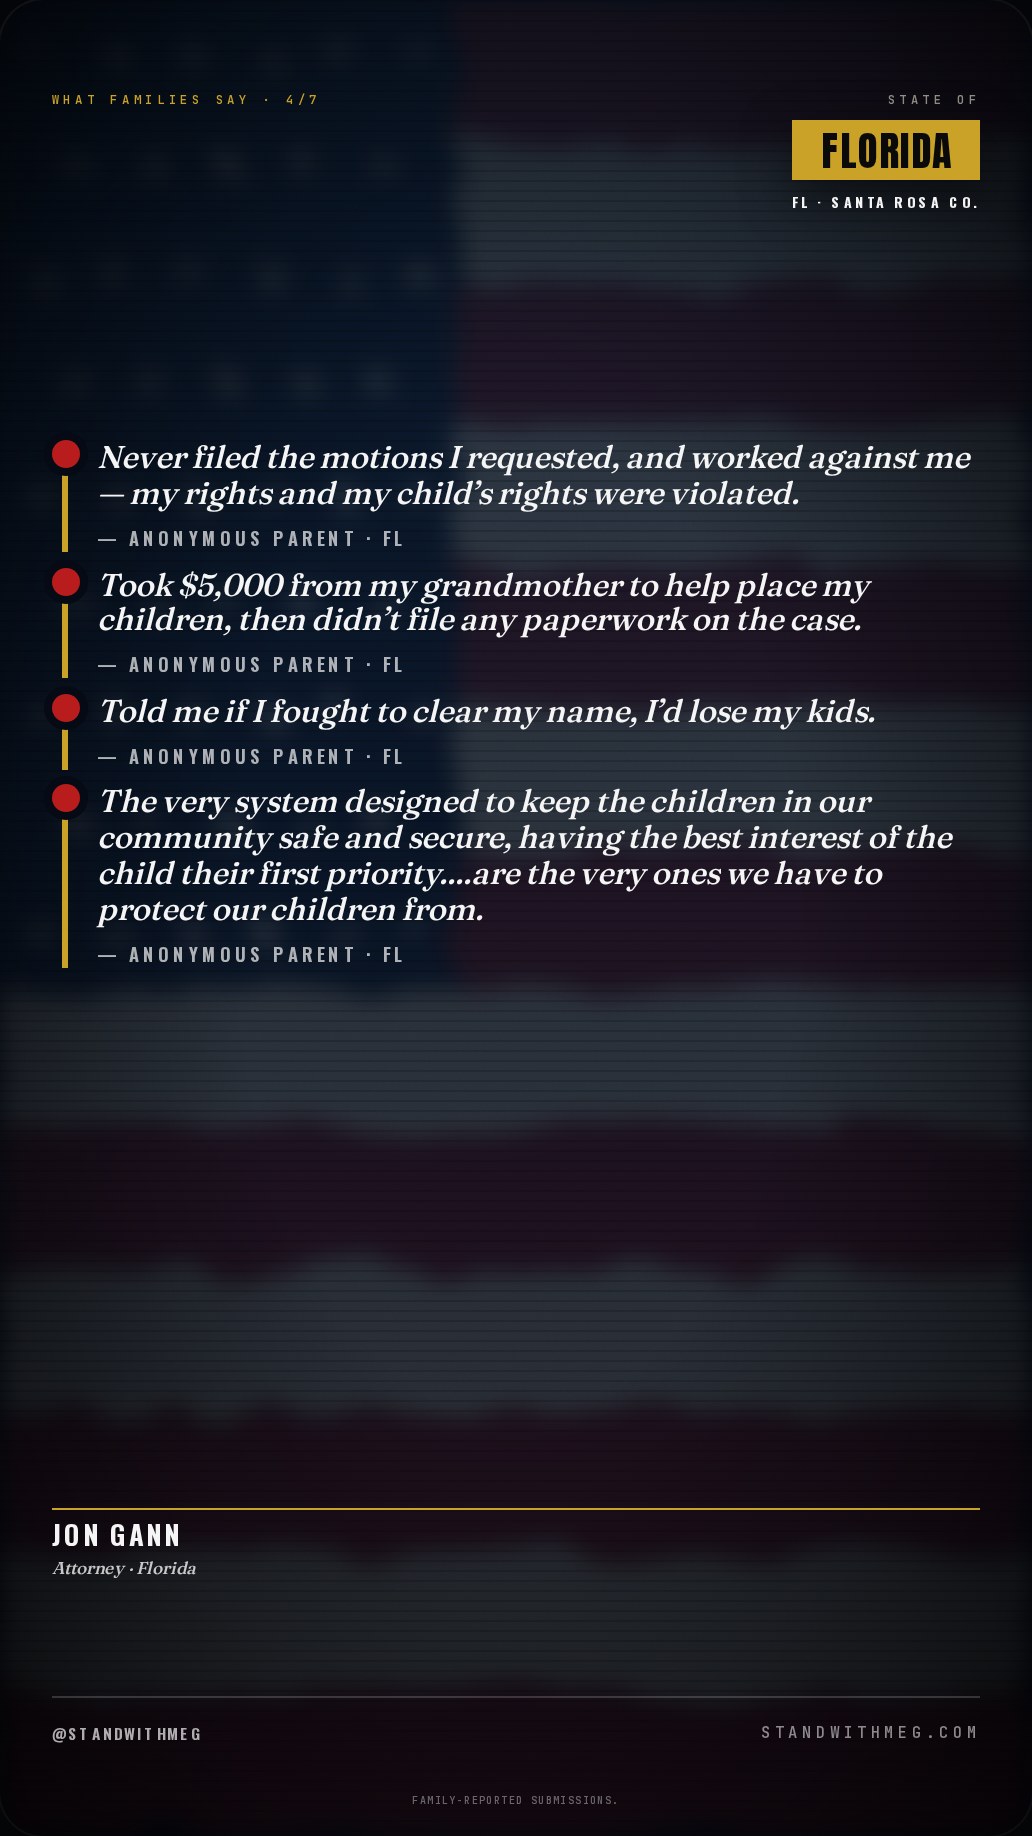 WHAT FAMILIES SAY · 4/7
STATE OF
FLORIDA
FL · SANTA ROSA CO.
Never filed the motions I requested, and worked against me
— my rights and my child’s rights were violated.
— ANONYMOUS PARENT · FL
Took $5,000 from my grandmother to help place my
children, then didn’t file any paperwork on the case.
— ANONYMOUS PARENT · FL
Told me if I fought to clear my name, I’d lose my kids.
— ANONYMOUS PARENT · FL
The very system designed to keep the children in our
community safe and secure, having the best interest of the
child their first priority....are the very ones we have to
protect our children from.
— ANONYMOUS PARENT · FL
JON GANN
Attorney · Florida
@STANDWITHMEG
STANDWITHMEG.COM
FAMILY-REPORTED SUBMISSIONS.